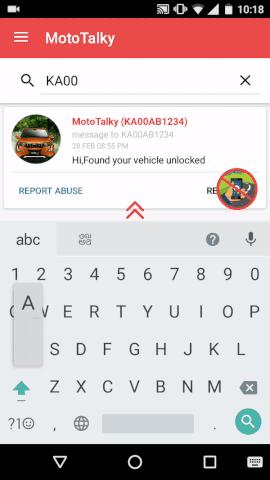 10:18
MotoTalky
KA00
MotoTalky (KA00AB1234)
message to KA00AB1234
28 FEB 08:55 PM
Hi,Found your vehicle unlocked
REPORT ABUSE
abc
1 2 3 4 5 6 7 8 9 0
E R T Y U I O P
A S D F G H J K L
Z X C V B N M
?1☺ , .